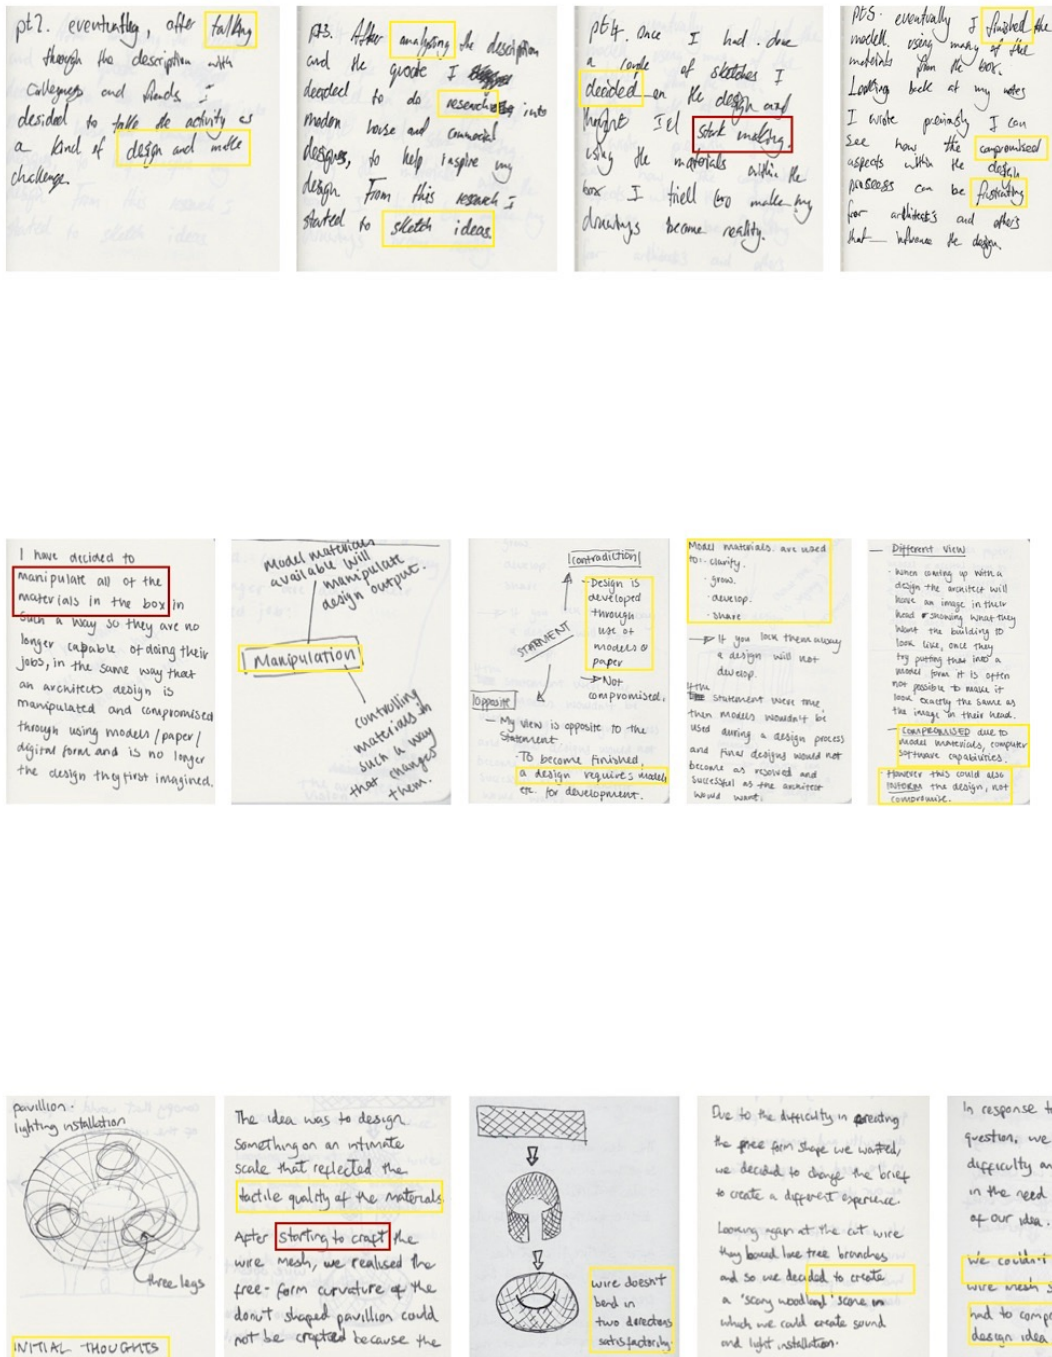 pt2. eventually, after talking
through the description with
collegues and friends I
desided to take the activity as
a kind of design and make
challenge.
pt3. After analysing the description
and the quote I
decided to do research into
modern house and commercial
designs, to help inspire my
design. From this research I
started to sketch ideas.
pt4. Once I had done
a couple of sketches I
decided on the design and
thought I'd start making.
using the materials within the
box I tried to make my
drawings become reality.
pt5. eventually I finished the
modell. using many of the
materials from the box.
Looking back at my notes
I wrote previously I can
see how the compromised
aspects within the design
prosess can be frustrating
for architects and others
that influence the design.
I have decided to
manipulate all of the
materials in the box in
such a way so they are no
longer capable of doing their
jobs, in the same way that
an architects design is
manipulated and compromised
through using models/paper/
digital form and is no longer
the design they first imagined.
Model materials
available will
manipulate
design output.
Manipulation
controlling
materials in
such a way
that changes
them.
contradiction
- Design is
developed
through
use of
models &
paper
→ Not
compromised.
STATEMENT
opposite
- My view is opposite to the
statement
· To become finished,
a design requires models
etc. for development.
Model materials are used
to: · clarify.
· grow.
· develop.
· share
→ If you lock them away
a design will not
develop.
If the statement were true,
then models wouldn't be
used during a design process
and final designs would not
become as resolved and
successful as the architect
would want.
— Different view
· when coming up with a
design the architect will
have an image in their
head showing what they
want the building to
look like, once they
try putting that into a
model form it is often
not possible to make it
look exactly the same as
the image in their head.
- COMPROMISED due to
model materials, computer
software capabilities.
· However this could also
INFORM the design, not
compromise.
pavillion.
lighting installation
three legs
INITIAL THOUGHTS
The idea was to design
something on an intimate
scale that reflected the
tactile quality of the materials
After starting to craft the
wire mesh, we realised the
free-form curvature of the
donut shaped pavillion could
not be crafted because the
wire doesn't
bend in
two directions
satisfactorily.
Due to the difficulty in creating
the free form shape we wanted,
we decided to change the brief
to create a different experience.
Looking again at the cut wire
they looked like tree branches
and so we decided to create
a 'scary woodland' scene in
which we could create sound
and light installation.
In response to
question, we
difficulty an
in the need
of our idea.
we couldn't
wire mesh s
had to comp
design idea